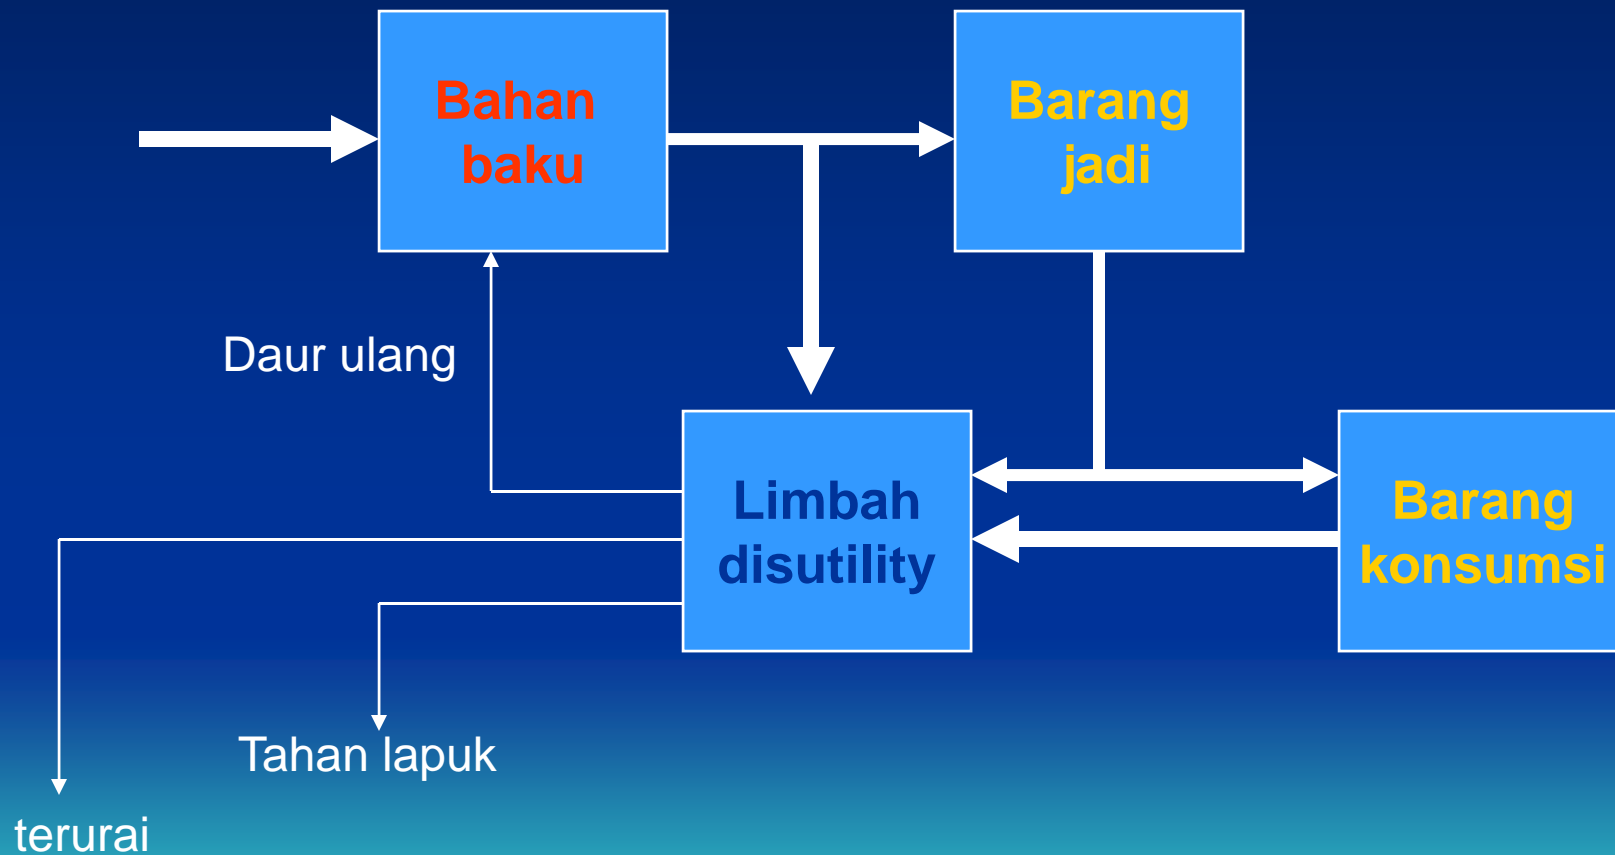 Bahan
baku
Barang
jadi
Daur ulang
Limbah
disutility
Barang
konsumsi
Tahan lapuk
terurai